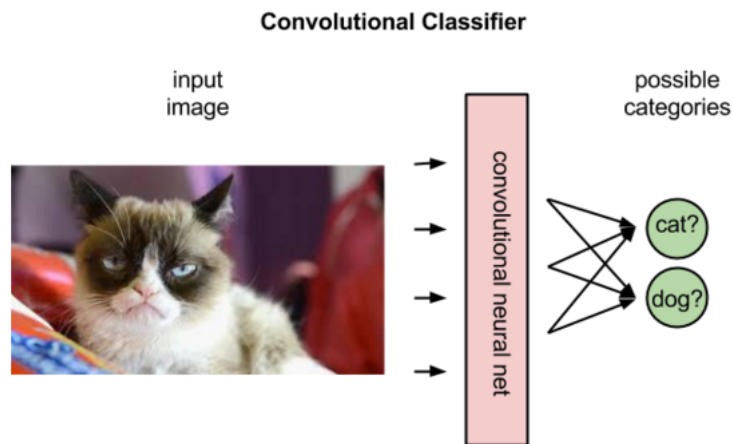 Convolutional Classifier
input
image
possible
categories
convolutional neural net
cat?
dog?